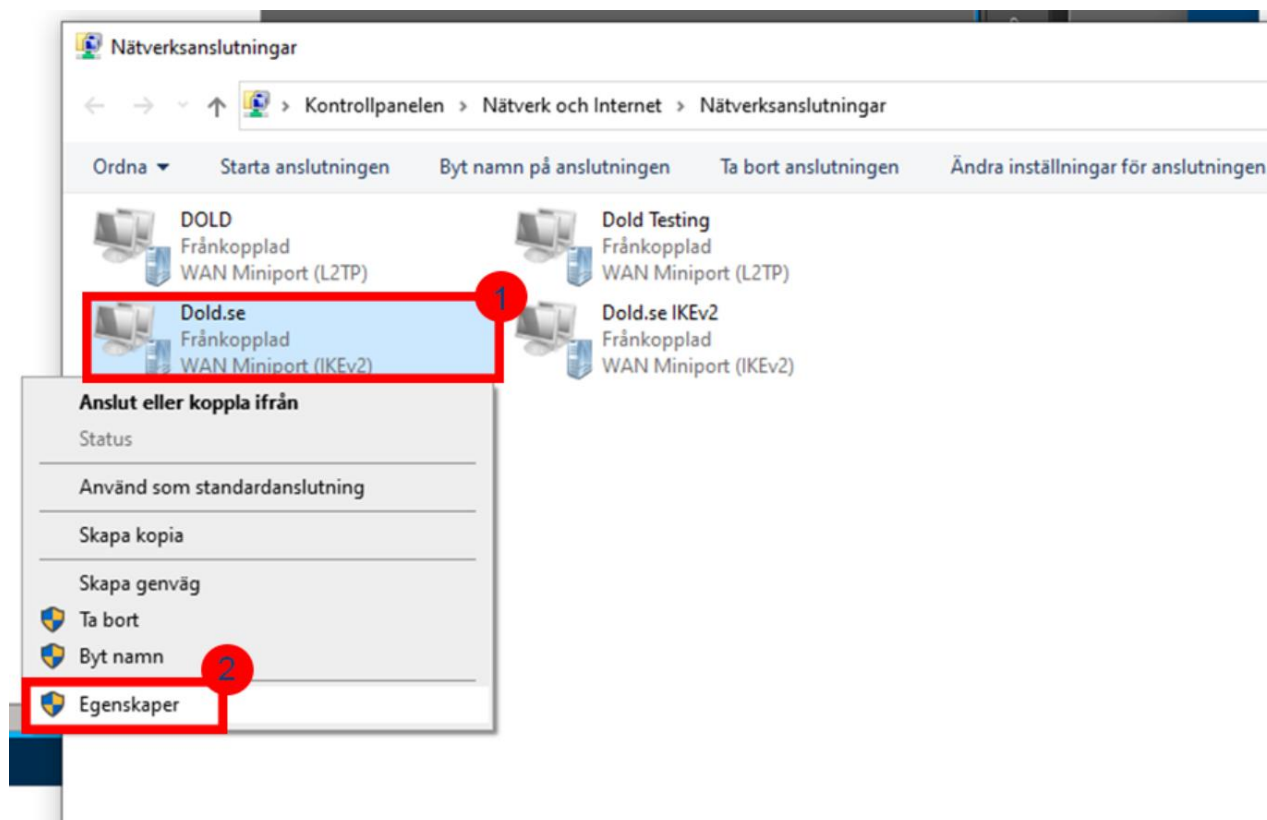 Nätverksanslutningar
Kontrollpanelen > Nätverk och Internet > Nätverksanslutningar
Ordna Starta anslutningen Byt namn på anslutningen Ta bort anslutningen Ändra inställningar för anslutningen
DOLD
Frånkopplad
WAN Miniport (L2TP)
Dold Testing
Frånkopplad
WAN Miniport (L2TP)
1
Dold.se
Frånkopplad
WAN Miniport (IKEv2)
Dold.se IKEv2
Frånkopplad
WAN Miniport (IKEv2)
Anslut eller koppla ifrån
Status
Använd som standardanslutning
Skapa kopia
Skapa genväg
Ta bort
Byt namn
2
Egenskaper